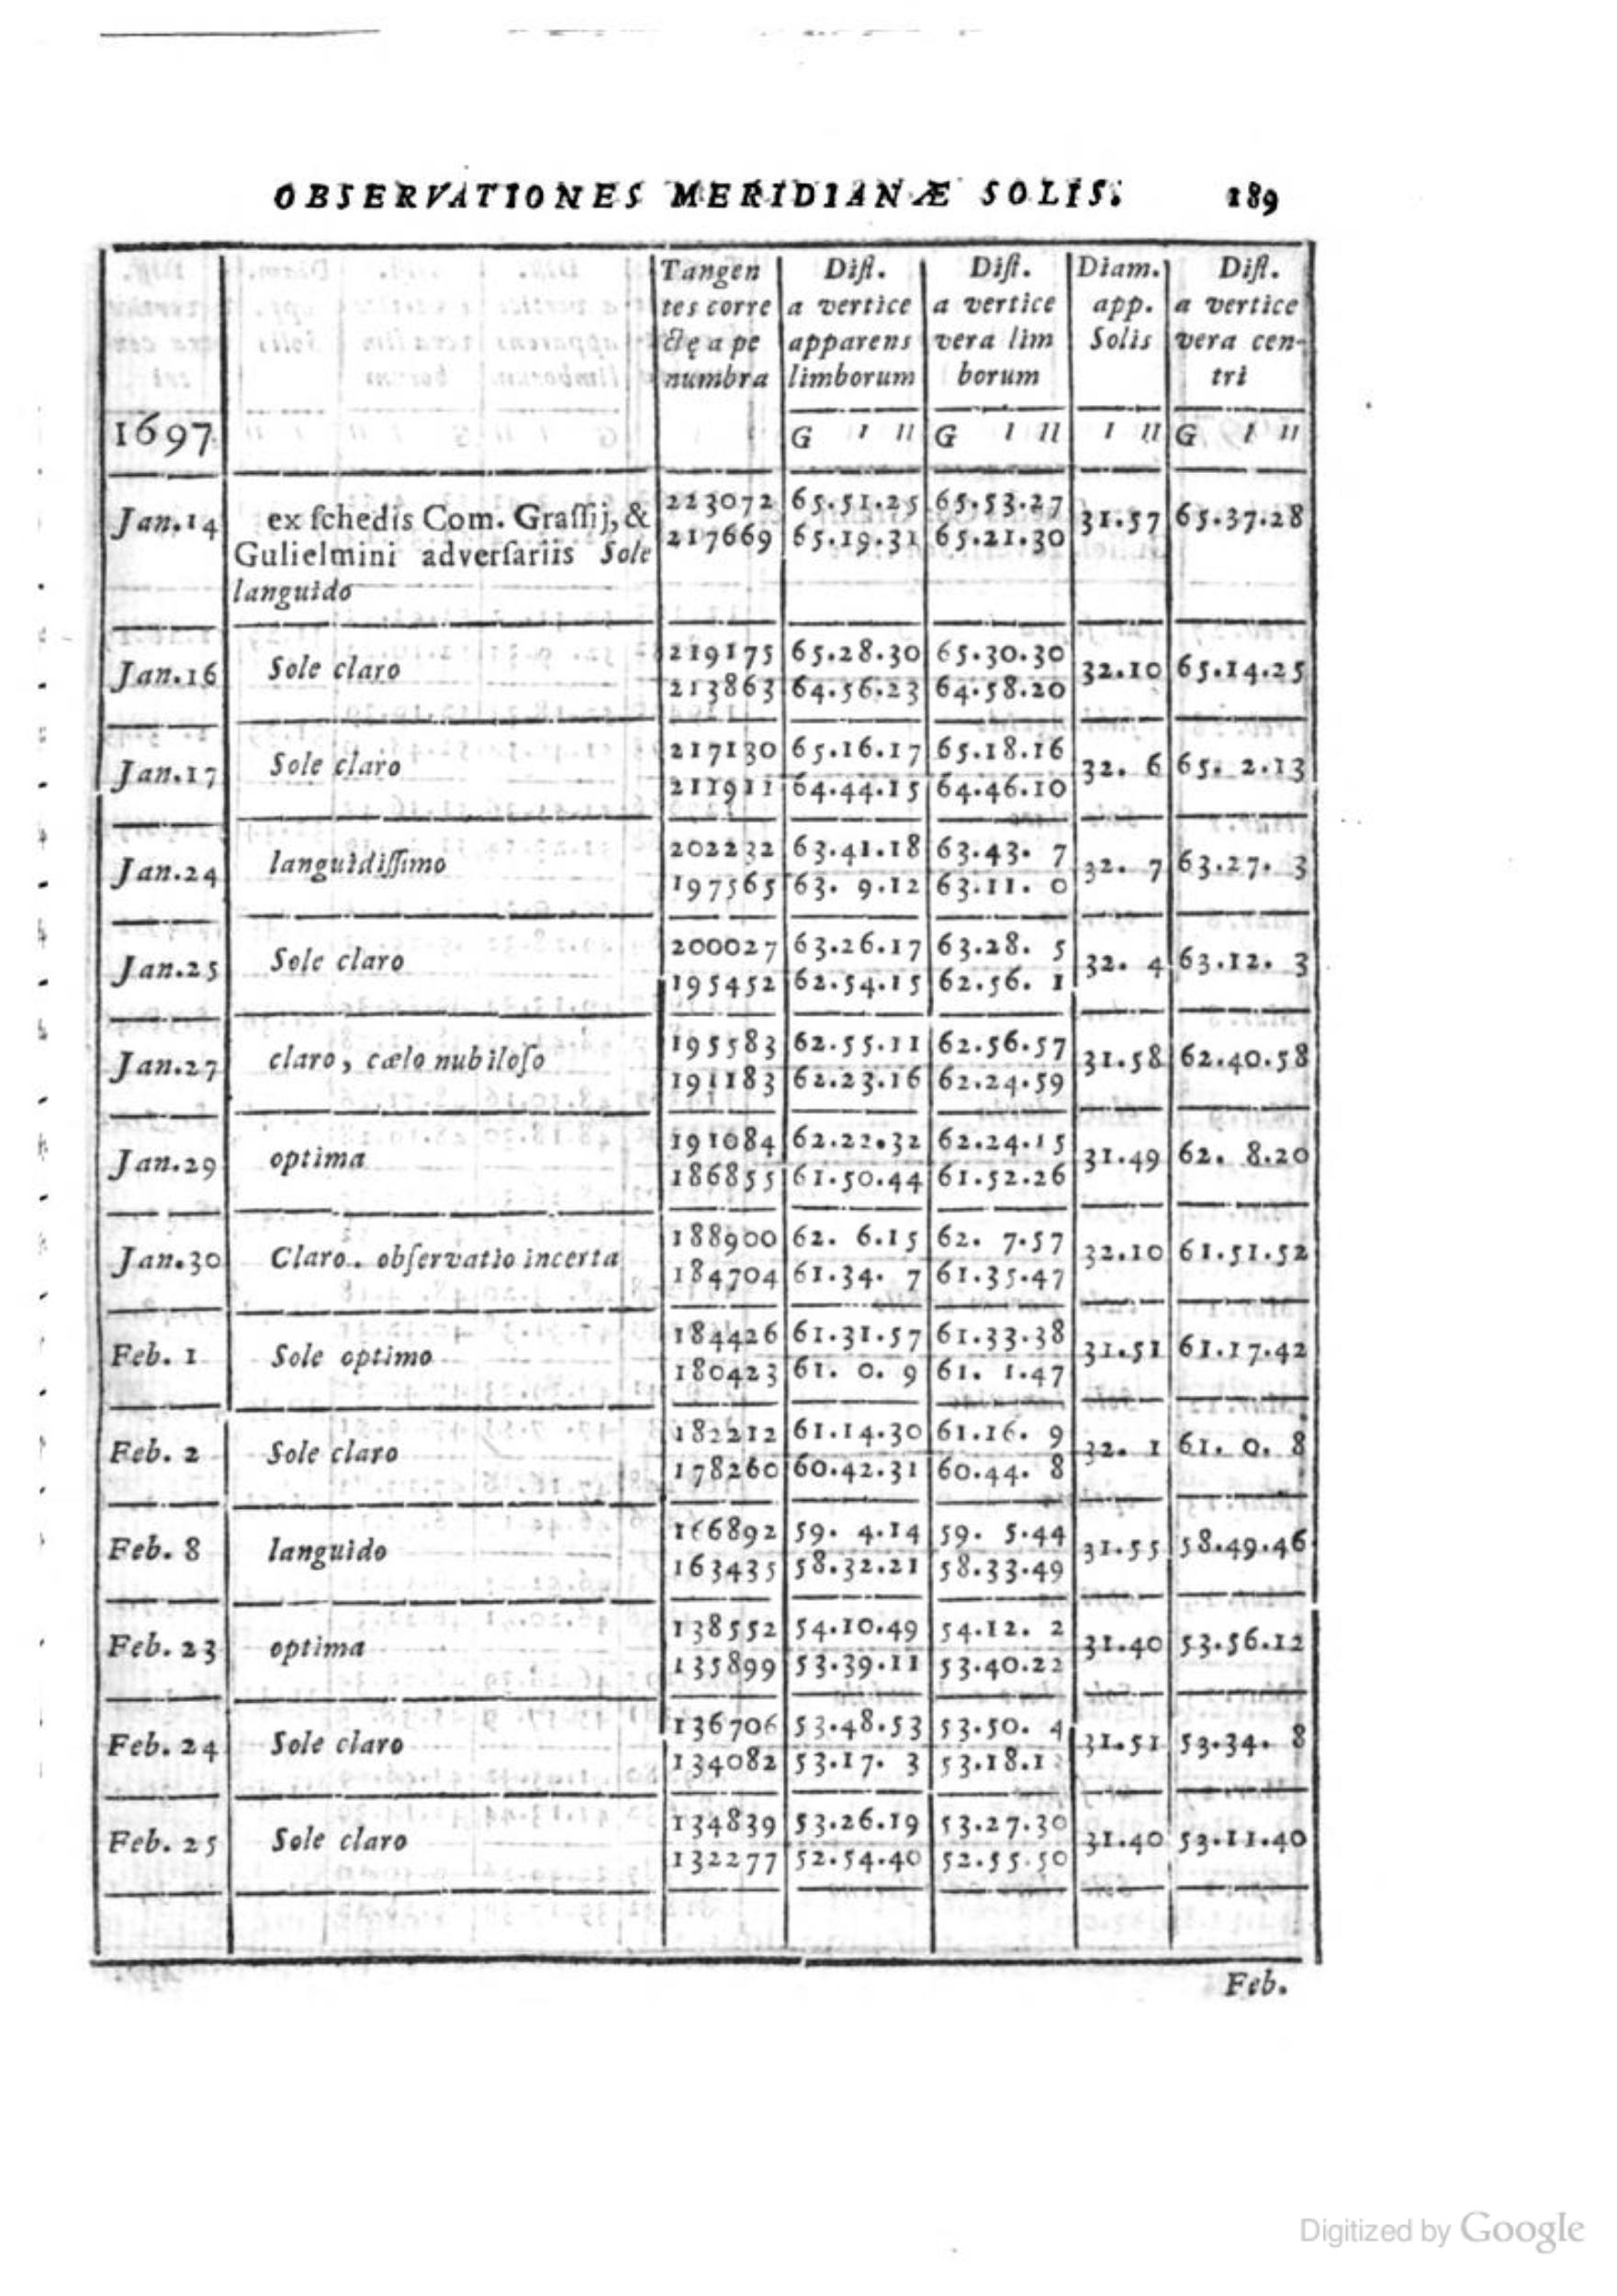 OBSERVATIONES MERIDIANÆ SOLIS. 189
Tangen Diſt. Diſt. Diam. Diſt.
tes corre a vertice a vertice app. a vertice
ctę a pe apparens vera lim Solis vera cen-
numbra limborum borum tri
1697 G I II G I II I II G I II
Jan.14 ex ſchedis Com. Graſſij, & 223072 65.51.25 65.53.27 31.57 65.37.28
Gulielmini adverſariis Sole 217669 65.19.31 65.21.30
languido
Jan.16 Sole claro 219175 65.28.30 65.30.30 32.10 65.14.25
213863 64.56.23 64.58.20
Jan.17 Sole claro 217130 65.16.17 65.18.16 32. 6 65. 2.13
211911 64.44.15 64.46.10
Jan.24 languidiſſimo 202232 63.41.18 63.43. 7 32. 7 63.27. 3
197565 63. 9.12 63.11. 0
Jan.25 Sole claro 200027 63.26.17 63.28. 5 32. 4 63.12. 3
195452 62.54.15 62.56. 1
Jan.27 claro, cælo nubiloſo 195583 62.55.11 62.56.57 31.58 62.40.58
191183 62.23.16 62.24.59
Jan.29 optima 191084 62.22.32 62.24.15 31.49 62. 8.20
186855 61.50.44 61.52.26
Jan.30 Claro. obſervatio incerta 188900 62. 6.15 62. 7.57 32.10 61.51.52
184704 61.34. 7 61.35.47
Feb. 1 Sole optimo 184426 61.31.57 61.33.38 31.51 61.17.42
180423 61. 0. 9 61. 1.47
Feb. 2 Sole claro 182212 61.14.30 61.16. 9 32. 1 61. 0. 8
178260 60.42.31 60.44. 8
Feb. 8 languido 166892 59. 4.14 59. 5.44 31.55 58.49.46
163435 58.32.21 58.33.49
Feb. 23 optima 138552 54.10.49 54.12. 2 31.40 53.56.12
135899 53.39.11 53.40.22
Feb. 24 Sole claro 136706 53.48.53 53.50. 4 31.51 53.34. 8
134082 53.17. 3
Feb. 25 Sole claro 134839 53.26.19 53.27.30 31.40 53.11.40
132277 52.54.40 52.55.50
Feb.
Digitized by Google